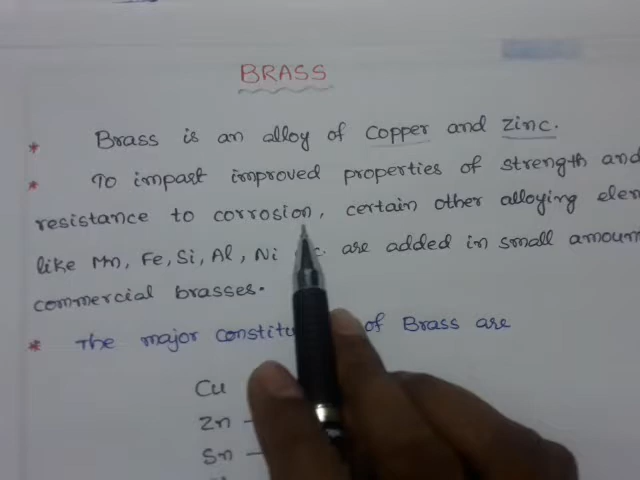 BRASS
* Brass is an alloy of copper and zinc.
* To impart improved properties of strength and
resistance to corrosion, certain other alloying
like Mn, Fe, Si, Al, Ni are added in small
commercial brasses.
* The major of Brass are
Cu
Zn -
Sn -